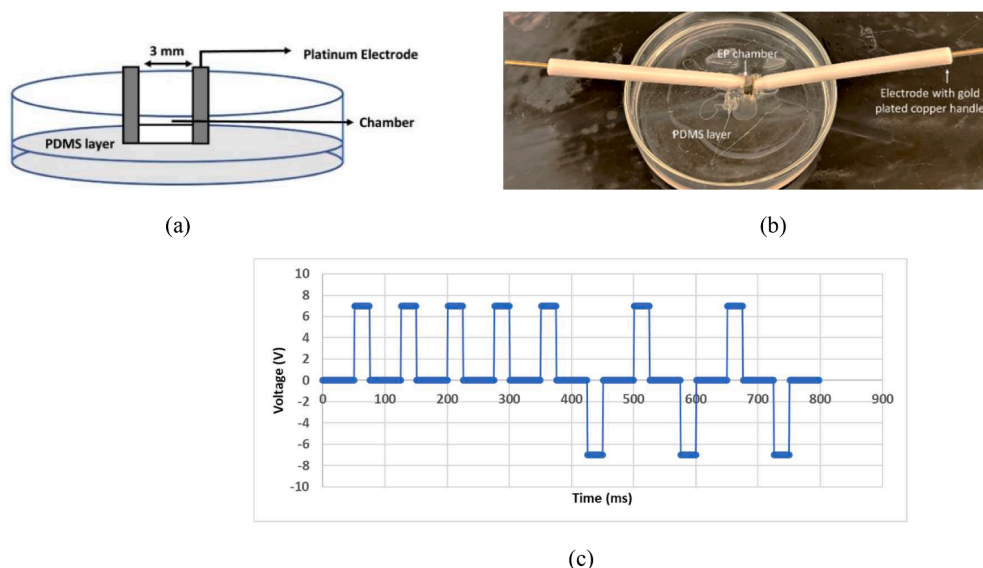 3 mm
Platinum Electrode
Chamber
PDMS layer
(a)
EP chamber
PDMS layer
Electrode with gold
plated copper handle
(b)
10
8
6
4
2
0
-2
-4
-6
-8
-10
0 100 200 300 400 500 600 700 800 900
Voltage (V)
Time (ms)
(c)